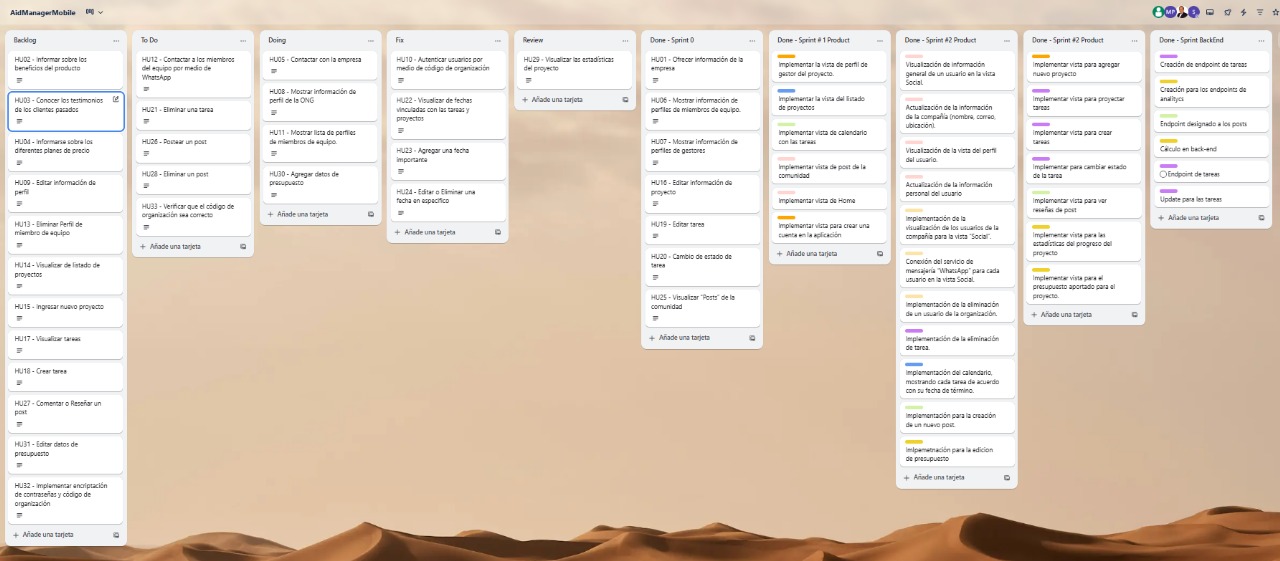 AidManagerMobile
MP
S
Backlog
HU02 - Informar sobre los
beneficios del producto
HU03 - Conocer los testimonios
de los clientes pasados
HU04 - Informarse sobre los
diferentes planes de precio
HU09 - Editar información de
perfil
HU13 - Eliminar Perfil de
miembro de equipo
HU14 - Visualizar de listado de
proyectos
HU15 - Ingresar nuevo proyecto
HU17 - Visualizar tareas
HU18 - Crear tarea
HU27 - Comentar o Reseñar un
post
HU31 - Editar datos de
presupuesto
HU32 - Implementar encriptación
de contraseñas y código de
organización
+ Añade una tarjeta
To Do
HU12 - Contactar a los miembros
del equipo por medio de
WhatsApp
HU21 - Eliminar una tarea
HU26 - Postear un post
HU28 - Eliminar un post
HU33 - Verificar que el código de
organización sea correcto
+ Añade una tarjeta
Doing
HU05 - Contactar con la empresa
HU08 - Mostrar información de
perfil de la ONG
HU11 - Mostrar lista de perfiles
de miembros de equipo.
HU30 - Agregar datos de
presupuesto
+ Añade una tarjeta
Fix
HU10 - Autenticar usuarios por
medio de código de organización
HU22 - Visualizar de fechas
vinculadas con las tareas y
proyectos
HU23 - Agregar una fecha
importante
HU24 - Editar o Eliminar una
fecha en específico
+ Añade una tarjeta
Review
HU29 - Visualizar las estadísticas
del proyecto
+ Añade una tarjeta
Done - Sprint 0
HU01 - Ofrecer información de la
empresa
HU06 - Mostrar información de
perfiles de miembros de equipo.
HU07 - Mostrar información de
perfiles de gestores
HU16 - Editar información de
proyecto
HU19 - Editar tarea
HU20 - Cambio de estado de
tarea
HU25 - Visualizar "Posts" de la
comunidad
+ Añade una tarjeta
Done - Sprint # 1 Product
Implementar la vista de perfil de
gestor del proyecto.
Implementar la vista del listado
de proyectos
Implementar vista de calendario
con las tareas
Implementar vista de post de la
comunidad
Implementar vista de Home
Implementar vista para crear una
cuenta en la aplicación
+ Añade una tarjeta
Done - Sprint #2 Product
Visualización de información
general de un usuario en la vista
Social.
Actualización de la información
de la compañía (nombre, correo,
ubicación).
Visualización de la vista del perfil
del usuario.
Actualización de la información
personal del usuario
Implementación de la
visualización de los usuarios de la
compañía para la vista "Social".
Conexión del servicio de
mensajería "WhatsApp" para cada
usuario en la vista Social.
Implementación de la eliminación
de un usuario de la organización.
Implementación de la eliminación
de tarea.
Implementación del calendario,
mostrando cada tarea de acuerdo
con su fecha de término.
Implementación para la creación
de un nuevo post.
Imlpemetnación para la edicion
de presupuesto
+ Añade una tarjeta
Done - Sprint #2 Product
Implementar vista para agregar
nuevo proyecto
Implementar vista para proyectar
tareas
Implementar vista para crear
tareas
Implementar para cambiar estado
de la tarea
Implementar vista para ver
reseñas de post
Implementar vista para las
estadísticas del progreso del
proyecto
Implementar vista para el
presupuesto aportado para el
proyecto.
+ Añade una tarjeta
Done - Sprint BackEnd
Creación de endpoint de tareas
Creación para los endpoints de
analitycs
Endpoint designado a los posts
Cálculo en back-end
Endpoint de tareas
Update para las tareas
+ Añade una tarjeta